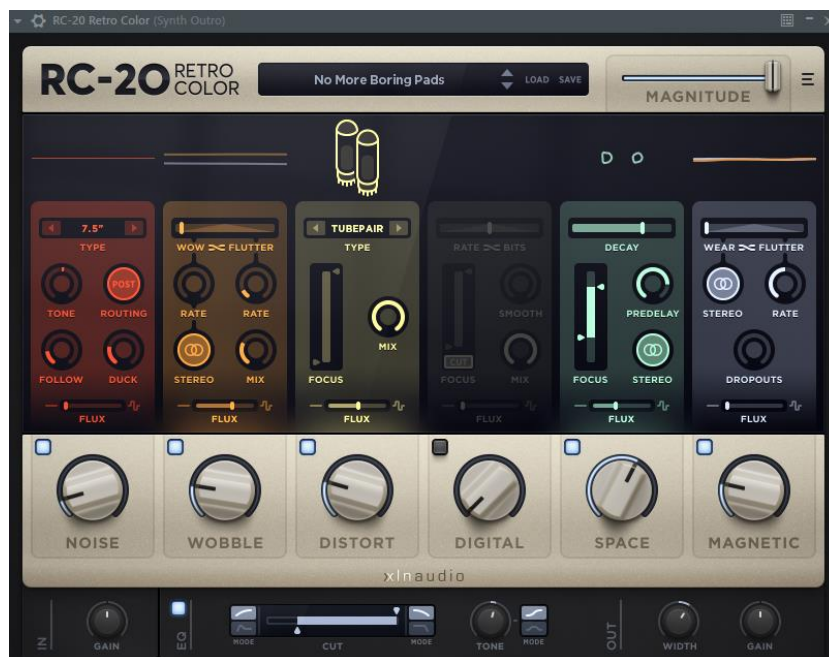 RC-20 Retro Color (Synth Outro)
RC-20 RETRO COLOR
No More Boring Pads
LOAD SAVE
MAGNITUDE
D O
7.5"
TYPE
TONE
POST
ROUTING
FOLLOW
DUCK
FLUX
WOW FLUTTER
RATE
RATE
STEREO
MIX
FLUX
TUBEPAIR
TYPE
FOCUS
MIX
FLUX
RATE BITS
SMOOTH
CUT
FOCUS
MIX
FLUX
DECAY
PREDELAY
FOCUS
STEREO
FLUX
WEAR FLUTTER
STEREO
RATE
DROPOUTS
FLUX
NOISE
WOBBLE
DISTORT
DIGITAL
SPACE
MAGNETIC
xlnaudio
IN
GAIN
EQ
MODE
CUT
MODE
TONE
MODE
OUT
WIDTH
GAIN